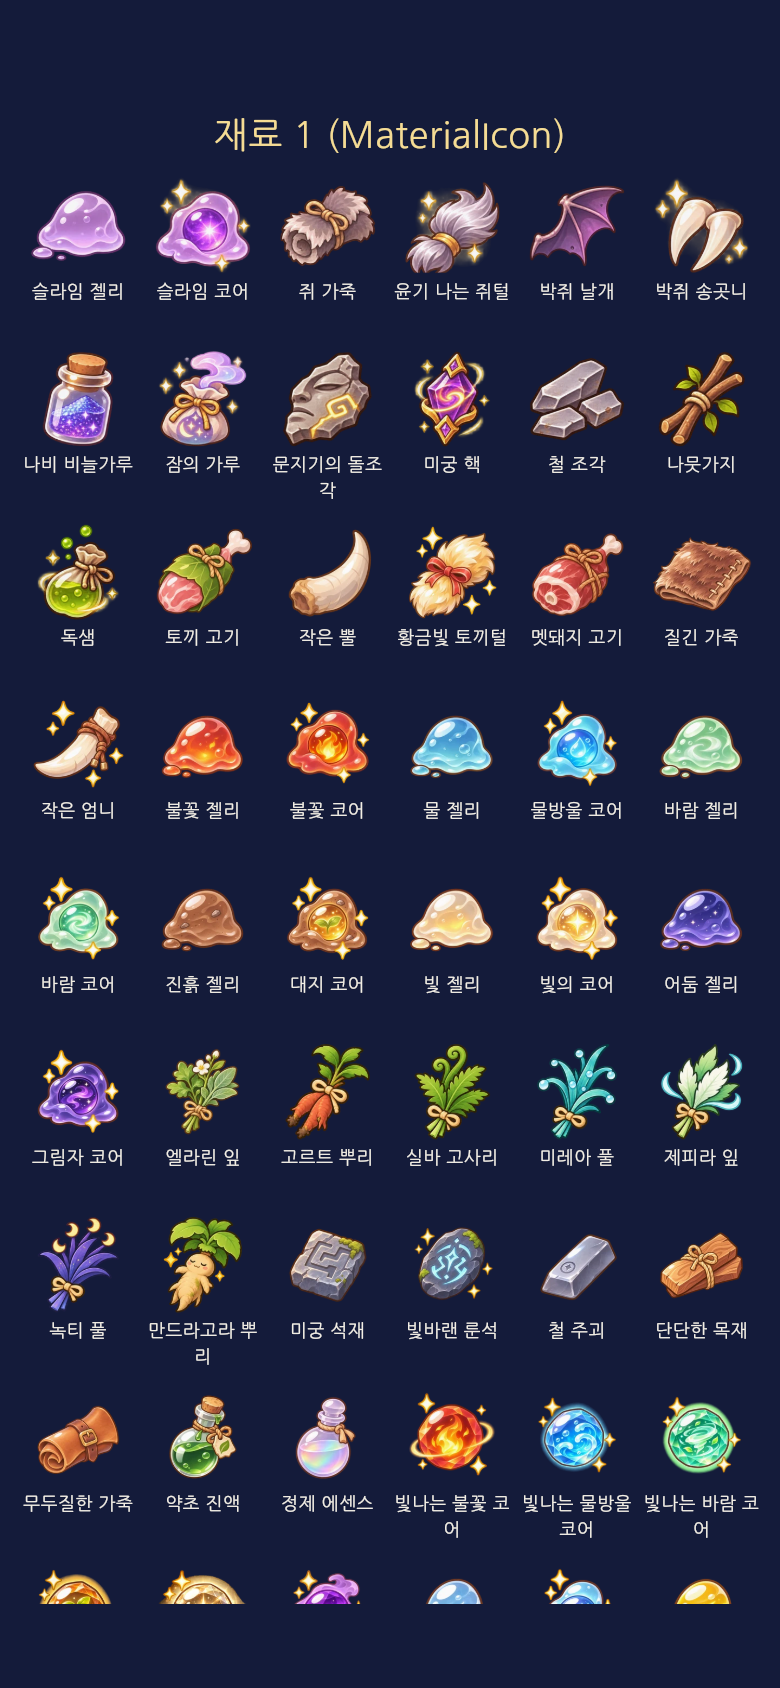 재료 1 (MaterialIcon)
슬라임 젤리
슬라임 코어
쥐 가죽
윤기 나는 쥐털
박쥐 날개
박쥐 송곳니
나비 비늘가루
잠의 가루
문지기의 돌조
각
미궁 핵
철 조각
나뭇가지
독샘
토끼 고기
작은 뿔
황금빛 토끼털
멧돼지 고기
질긴 가죽
작은 엄니
불꽃 젤리
불꽃 코어
물 젤리
물방울 코어
바람 젤리
바람 코어
진흙 젤리
대지 코어
빛 젤리
빛의 코어
어둠 젤리
그림자 코어
엘라린 잎
고르트 뿌리
실바 고사리
미레아 풀
제피라 잎
녹티 풀
만드라고라 뿌
리
미궁 석재
빛바랜 룬석
철 주괴
단단한 목재
무두질한 가죽
약초 진액
정제 에센스
빛나는 불꽃 코
어
빛나는 물방울
코어
빛나는 바람 코
어